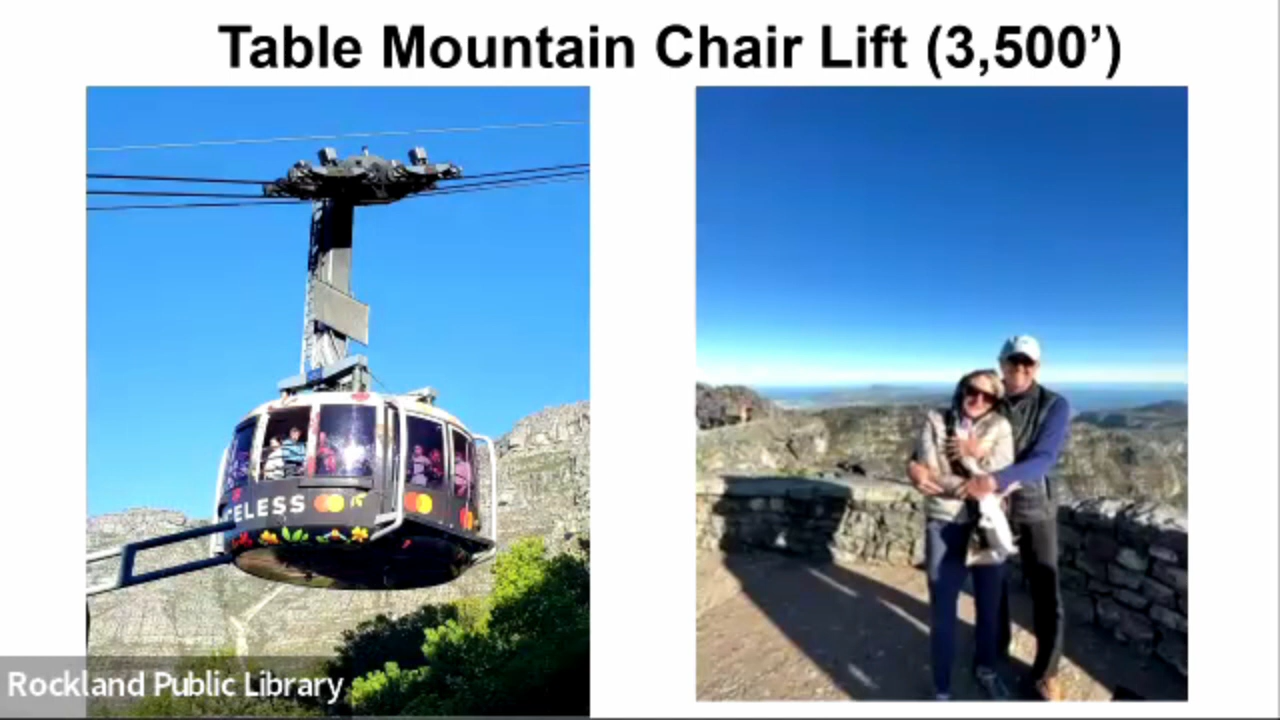 Table Mountain Chair Lift (3,500’)
ELESS
Rockland Public Library